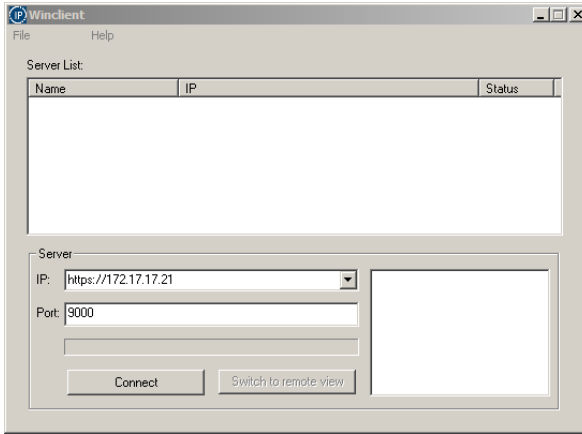 IP Winclient
File Help
Server List:
Name IP Status
Server
IP: https://172.17.17.21
Port: 9000
Connect Switch to remote view